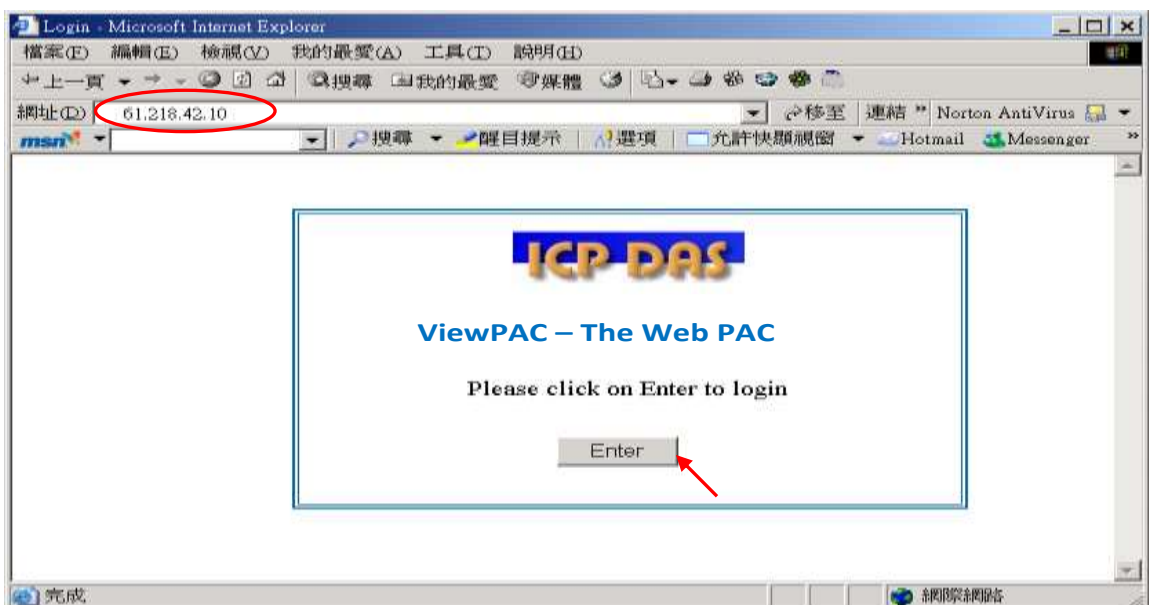 Login - Microsoft Internet Explorer
檔案(F) 編輯(E) 檢視(V) 我的最愛(A) 工具(T) 說明(H)
上一頁 搜尋 我的最愛 媒體
網址(D) 61.218.42.10 移至 連結 » Norton AntiVirus
msn 搜尋 醒目提示 選項 允許快顯視窗 Hotmail Messenger »
ICP DAS
ViewPAC – The Web PAC
Please click on Enter to login
Enter
完成 網際網路